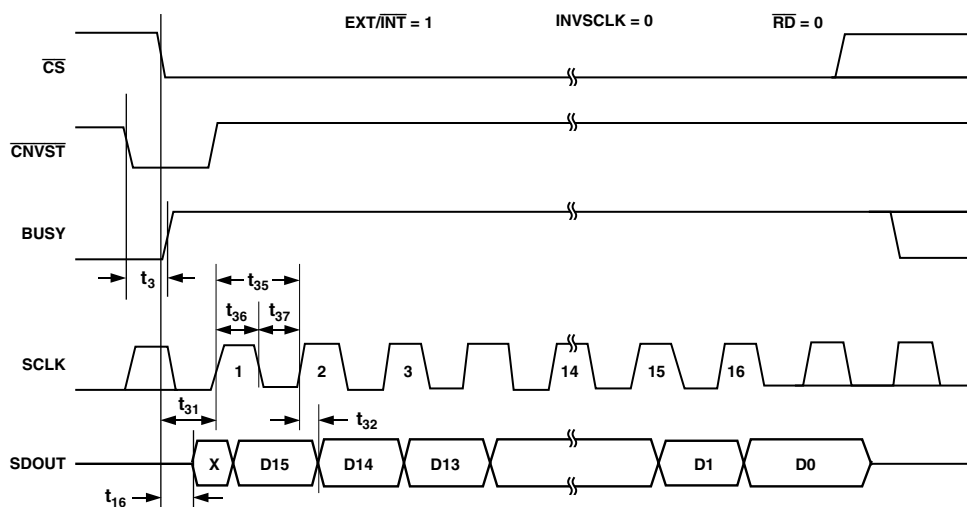 EXT/INT = 1 INVSCLK = 0 RD = 0
CS
CNVST
BUSY
t3
t35
t36 t37
SCLK 1 2 3 14 15 16
t31
t32
SDOUT X D15 D14 D13 D1 D0
t16